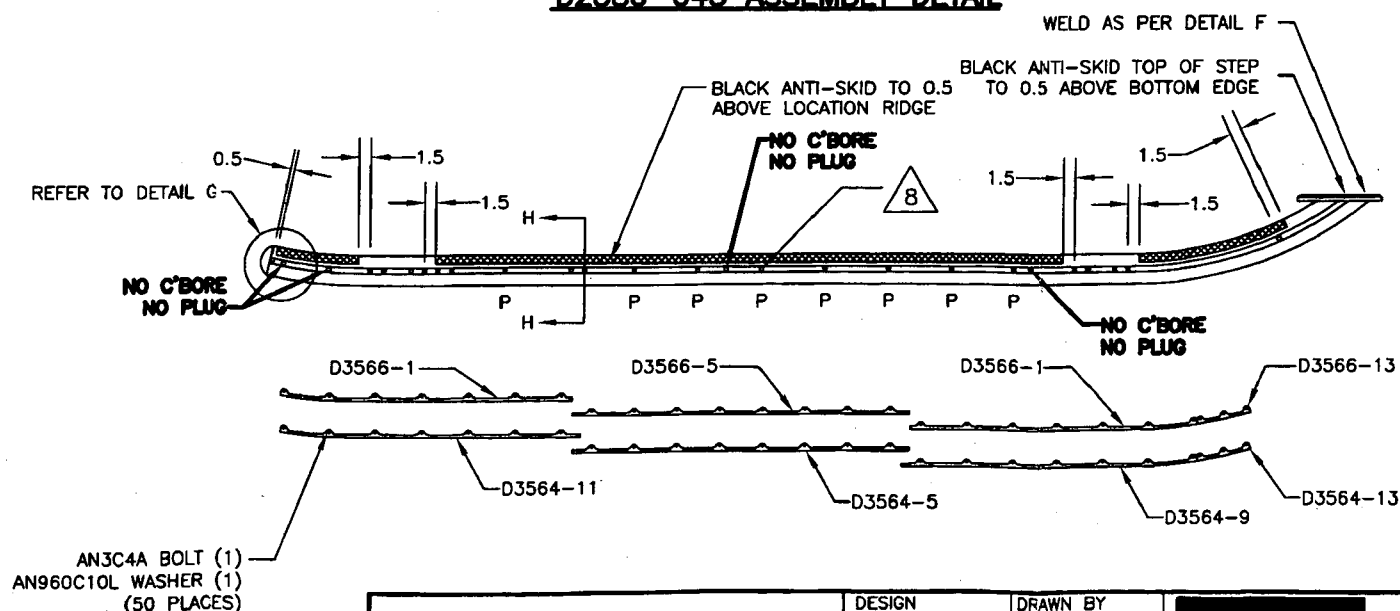 ASSEMBLY DETAIL
WELD AS PER DETAIL F
BLACK ANTI-SKID TO 0.5
ABOVE LOCATION RIDGE
BLACK ANTI-SKID TOP OF STEP
TO 0.5 ABOVE BOTTOM EDGE
NO C'BORE
NO PLUG
0.5
1.5
1.5
1.5
1.5
1.5
REFER TO DETAIL G
8
H
H
NO C'BORE
NO PLUG
P P P P P P P P
NO C'BORE
NO PLUG
D3566-1
D3566-5
D3566-1
D3566-13
D3564-11
D3564-5
D3564-9
D3564-13
AN3C4A BOLT (1)
AN960C10L WASHER (1)
(50 PLACES)
DESIGN
DRAWN BY